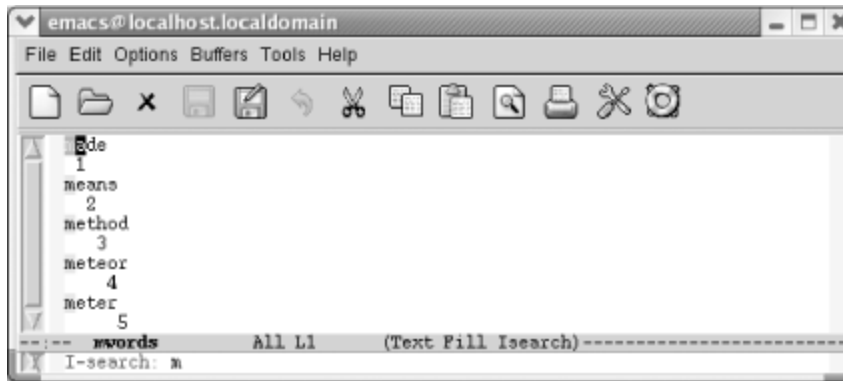 emacs@localhost.localdomain
File Edit Options Buffers Tools Help
made
1
means
2
method
3
meteor
4
meter
5
--:-- mwords All L1 (Text Fill Isearch)--------------------
I-search: m